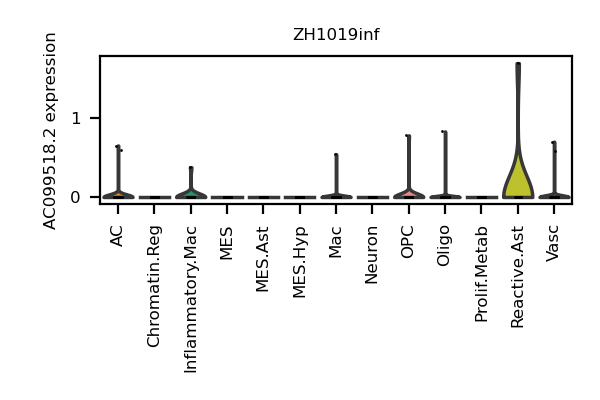 ZH1019inf
AC099518.2 expression
1
0
AC
Chromatin.Reg
Inflammatory.Mac
MES
MES.Ast
MES.Hyp
Mac
Neuron
OPC
Oligo
Prolif.Metab
Reactive.Ast
Vasc